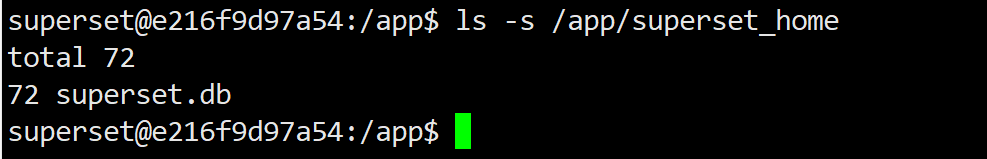 superset@e216f9d97a54:/app$ ls -s /app/superset_home
total 72
72 superset.db
superset@e216f9d97a54:/app$